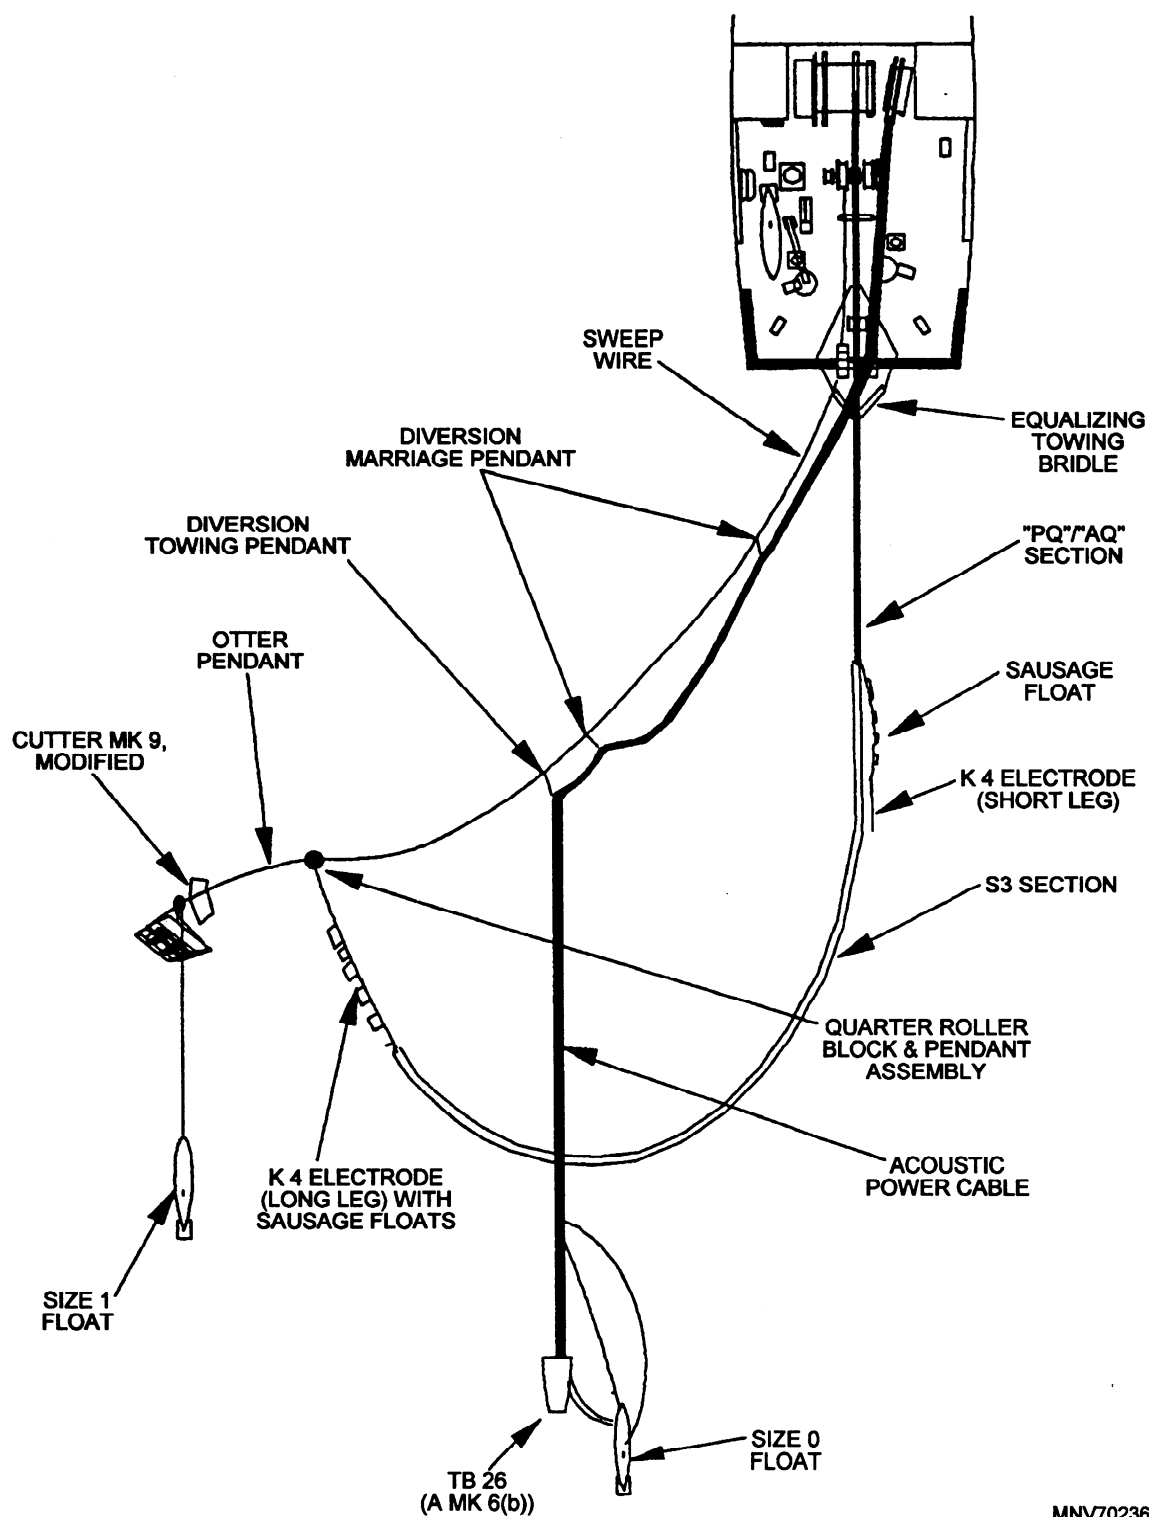 SWEEP
WIRE
EQUALIZING
TOWING
BRIDLE
DIVERSION
MARRIAGE PENDANT
DIVERSION
TOWING PENDANT
"PQ"/"AQ"
SECTION
OTTER
PENDANT
SAUSAGE
FLOAT
CUTTER MK 9,
MODIFIED
K 4 ELECTRODE
(SHORT LEG)
S3 SECTION
QUARTER ROLLER
BLOCK & PENDANT
ASSEMBLY
K 4 ELECTRODE
(LONG LEG) WITH
SAUSAGE FLOATS
ACOUSTIC
POWER CABLE
SIZE 1
FLOAT
SIZE 0
FLOAT
TB 26
(A MK 6(b))
MNV70236